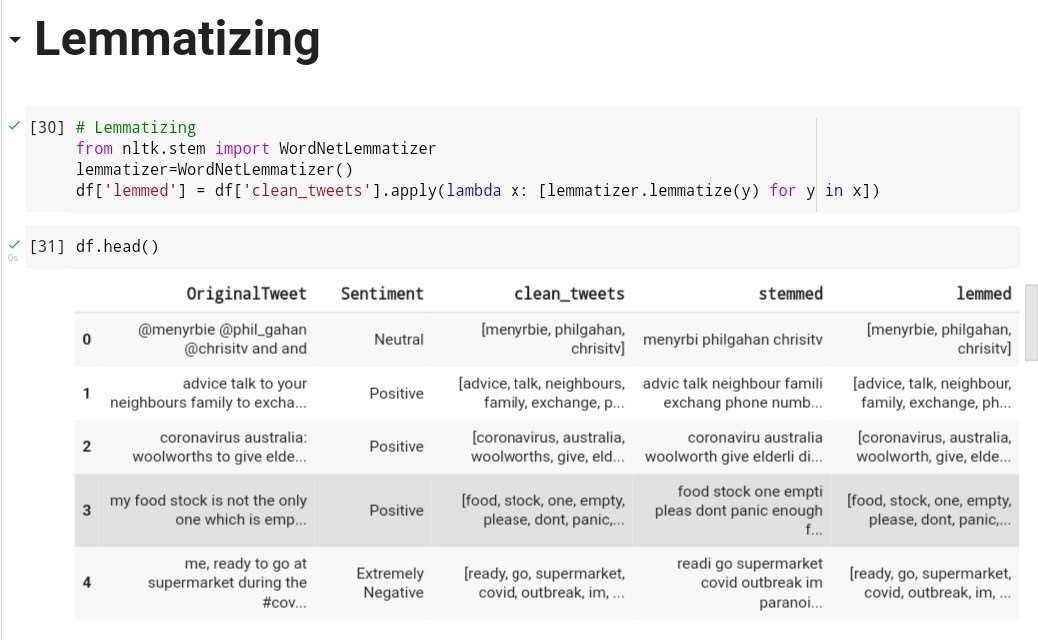 Lemmatizing
[30] # Lemmatizing
from nltk.stem import WordNetLemmatizer
lemmatizer=WordNetLemmatizer()
df['lemmed'] = df['clean_tweets'].apply(lambda x: [lemmatizer.lemmatize(y) for y in x])
[31] df.head()
0s
OriginalTweet Sentiment clean_tweets stemmed lemmed
0 @menyrbie @phil_gahan @chrisitv and and Neutral [menyrbie, philgahan, chrisitv] menyrbi philgahan chrisitv [menyrbie, philgahan, chrisitv]
1 advice talk to your neighbours family to excha... Positive [advice, talk, neighbours, family, exchange, p... advic talk neighbour famili exchang phone numb... [advice, talk, neighbour, family, exchange, ph...
2 coronavirus australia: woolworths to give elde... Positive [coronavirus, australia, woolworths, give, eld... coronaviru australia woolworth give elderli di... [coronavirus, australia, woolworth, give, elde...
3 my food stock is not the only one which is emp... Positive [food, stock, one, empty, please, dont, panic,... food stock one empti pleas dont panic enough f... [food, stock, one, empty, please, dont, panic,...
4 me, ready to go at supermarket during the #cov... Extremely Negative [ready, go, supermarket, covid, outbreak, im, ... readi go supermarket covid outbreak im paranoi... [ready, go, supermarket, covid, outbreak, im, ...